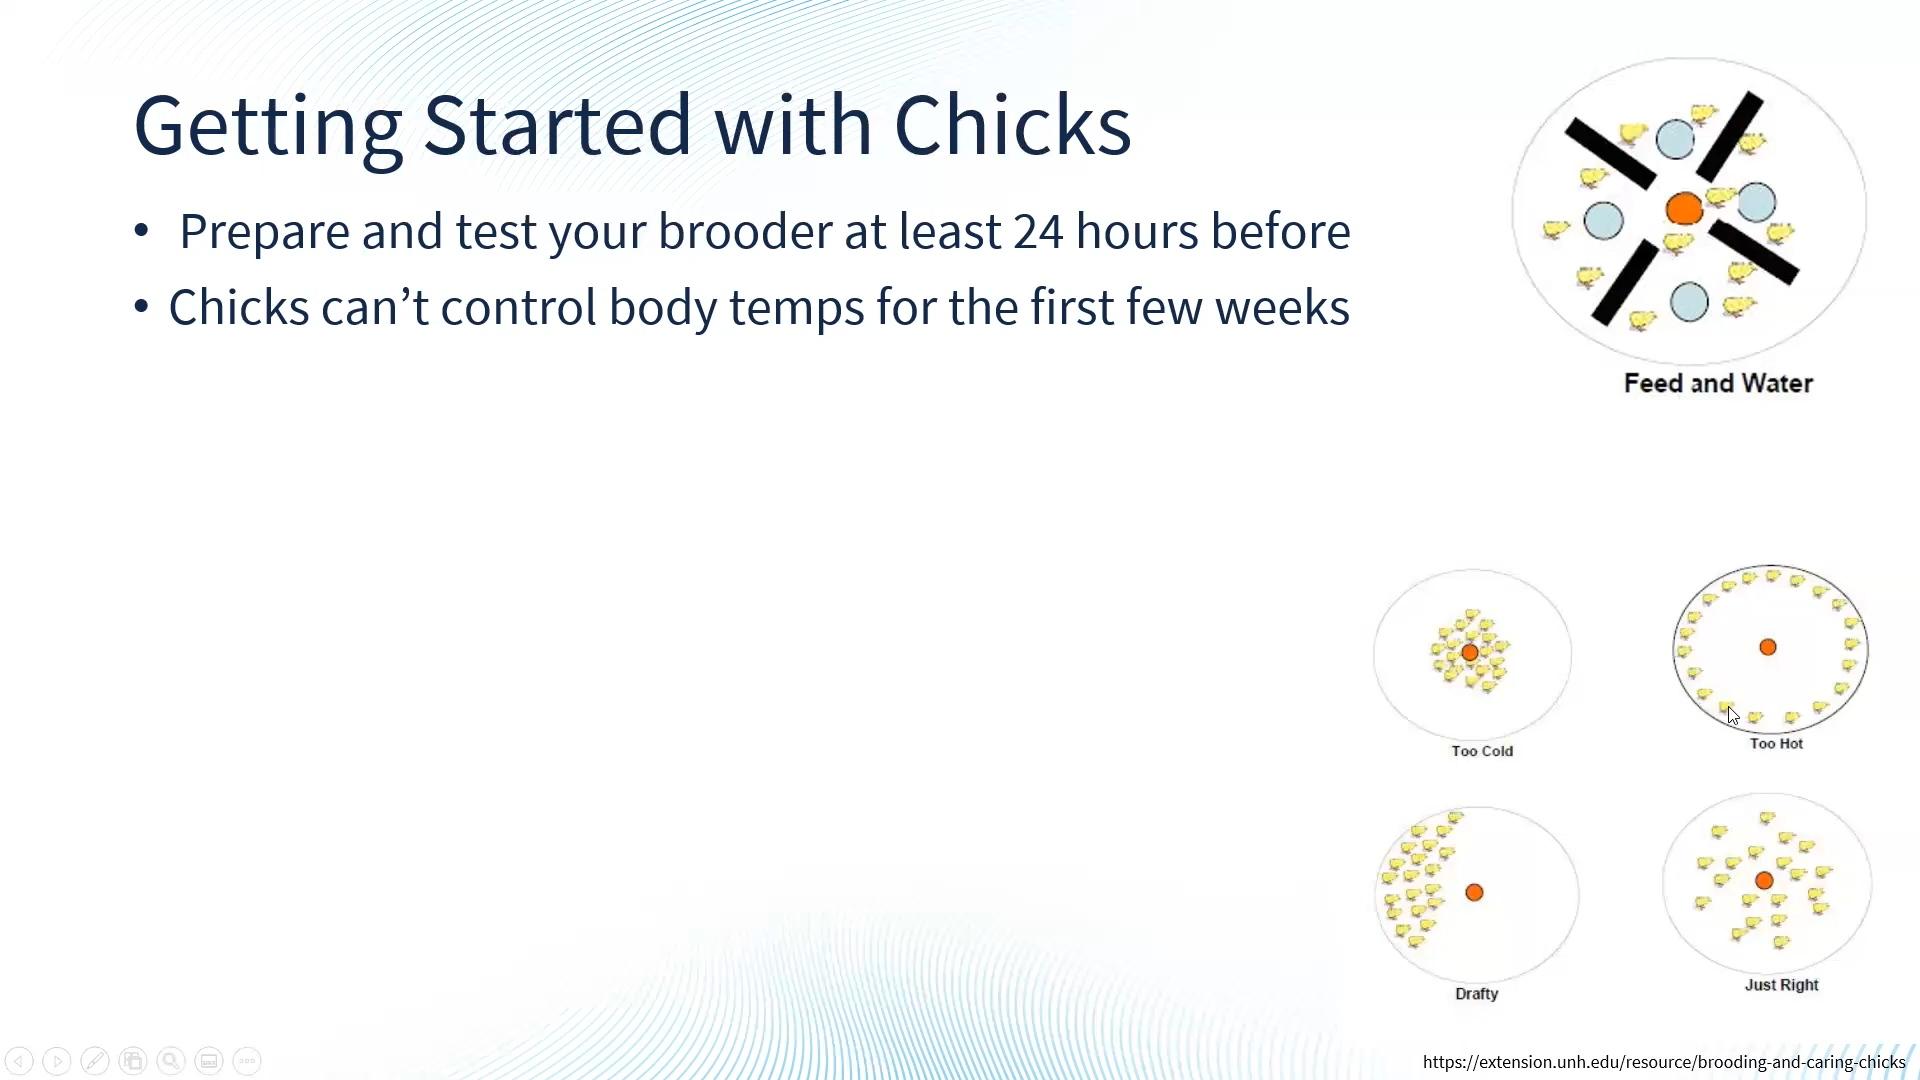 Getting Started with Chicks
• Prepare and test your brooder at least 24 hours before
• Chicks can’t control body temps for the first few weeks
Feed and Water
Too Cold
Too Hot
Drafty
Just Right
https://extension.unh.edu/resource/brooding-and-caring-chicks